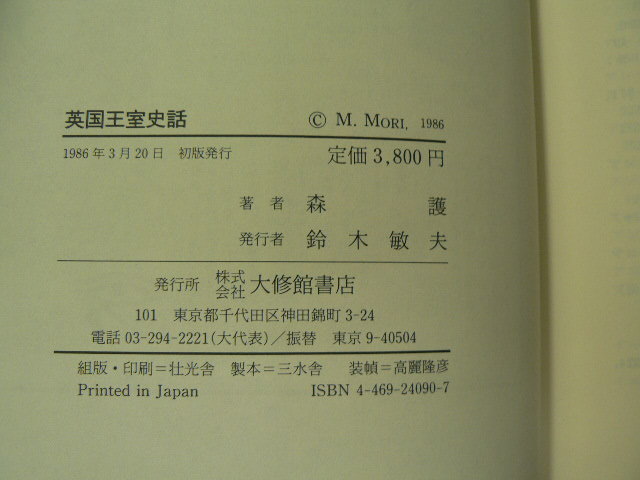 英国王室史話
© M. MORI, 1986
1986年3月20日 初版発行
定価3,800円
著者 森護
発行者 鈴木敏夫
発行所 株式会社 大修館書店
101 東京都千代田区神田錦町3-24
電話03-294-2221(大代表)／振替 東京9-40504
組版・印刷＝壮光舎 製本＝三水舎 装幀＝高麗隆彦
Printed in Japan
ISBN 4-469-24090-7